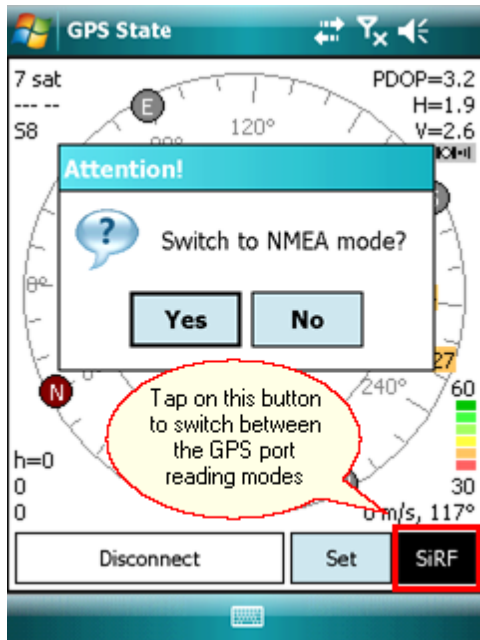 GPS State
7 sat
PDOP=3.2
--- --
H=1.9
S8
V=2.6
E
120°
Attention!
Switch to NMEA mode?
Yes
No
27
N
240°
60
Tap on this button
to switch between
the GPS port
reading modes
h=0
0
30
0
0 m/s, 117°
Disconnect
Set
SiRF